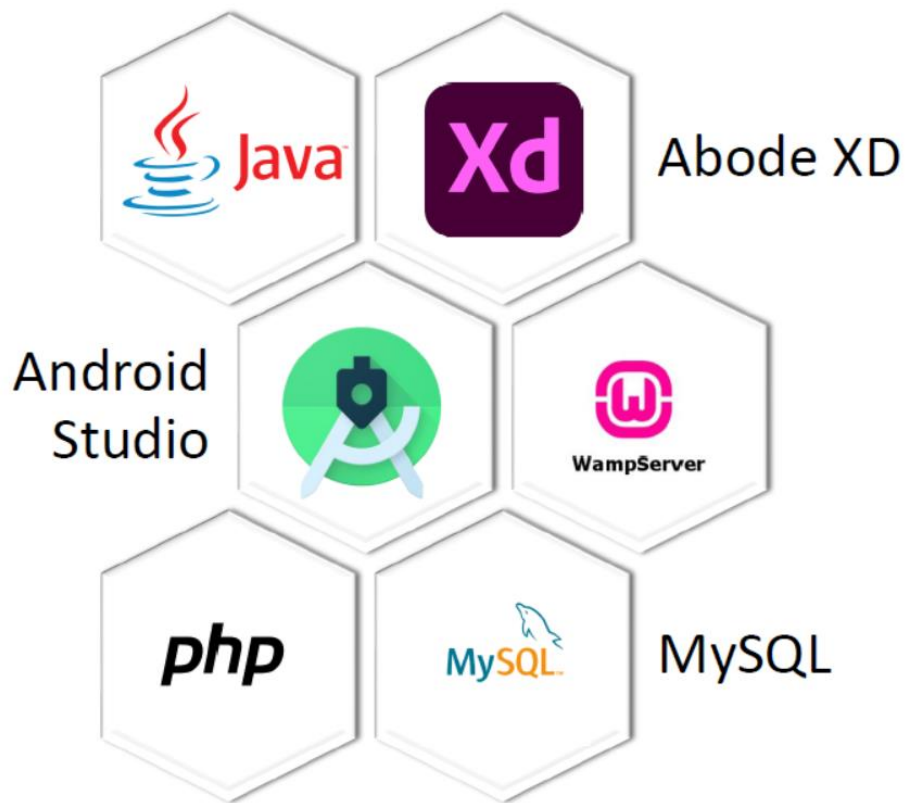 Java
Xd
Abode XD
Android
Studio
W
WampServer
php
MySQL
MySQL